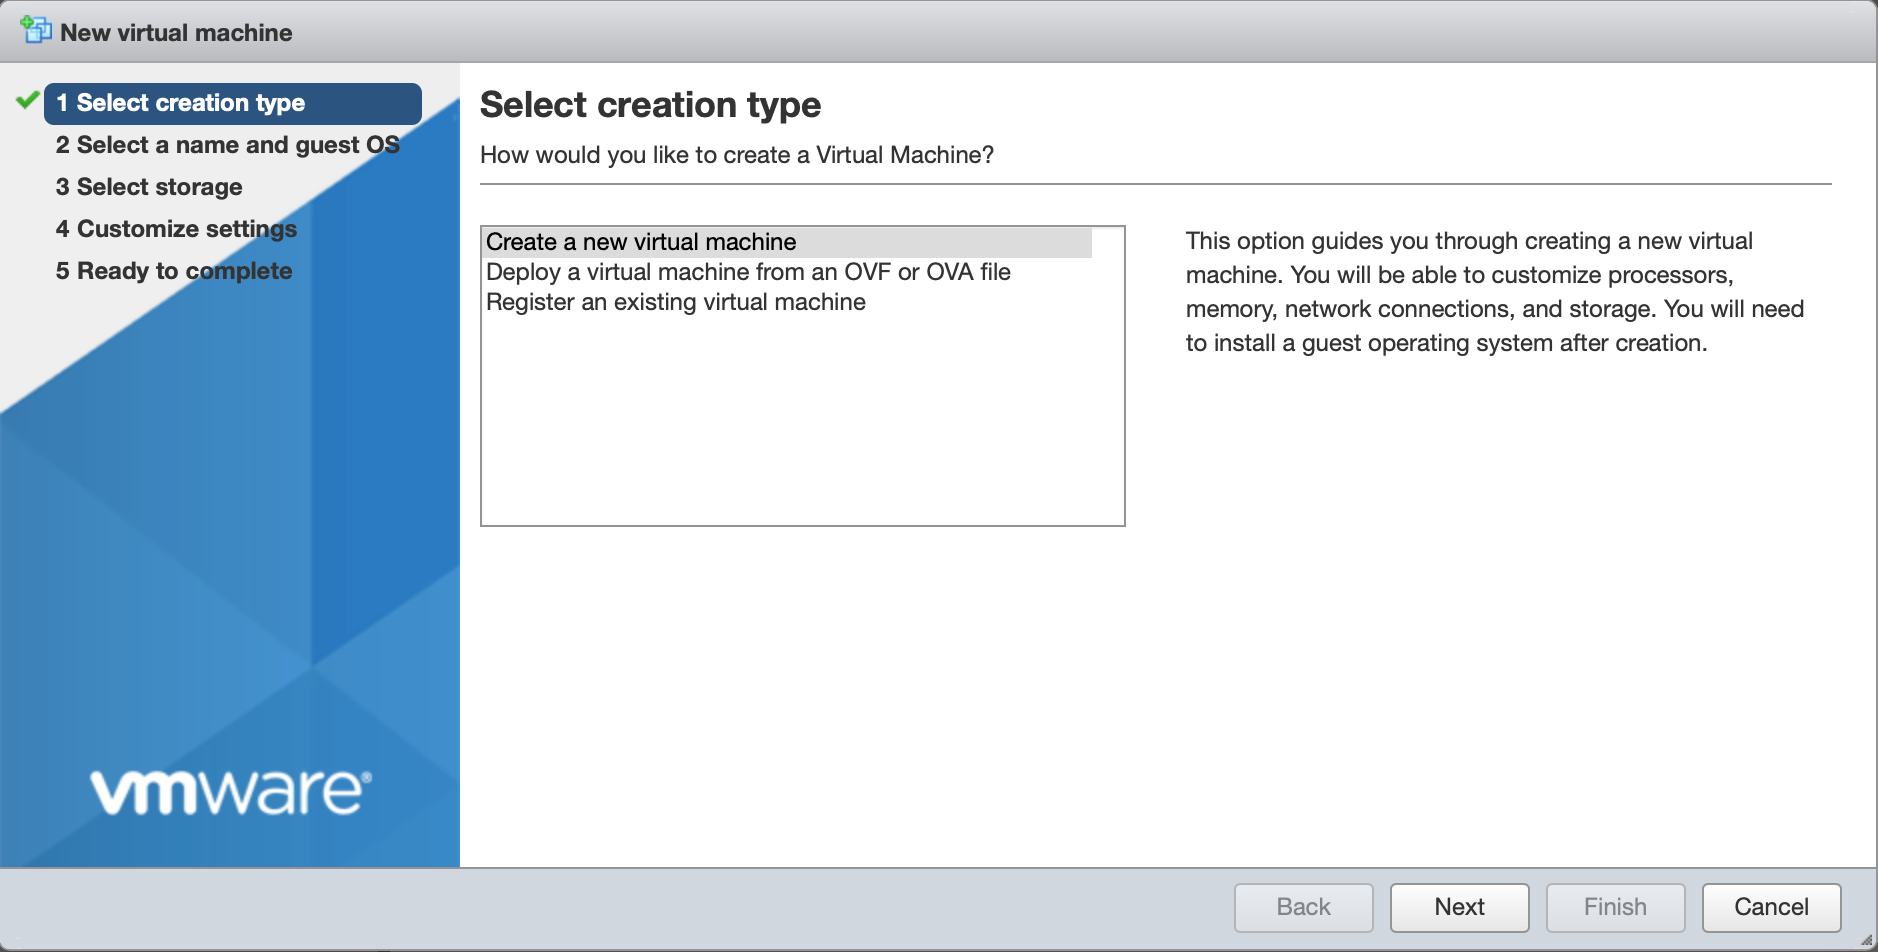 New virtual machine
1 Select creation type
2 Select a name and guest OS
3 Select storage
4 Customize settings
5 Ready to complete
vmware®
Select creation type
How would you like to create a Virtual Machine?
Create a new virtual machine
Deploy a virtual machine from an OVF or OVA file
Register an existing virtual machine
This option guides you through creating a new virtual
machine. You will be able to customize processors,
memory, network connections, and storage. You will need
to install a guest operating system after creation.
Back
Next
Finish
Cancel